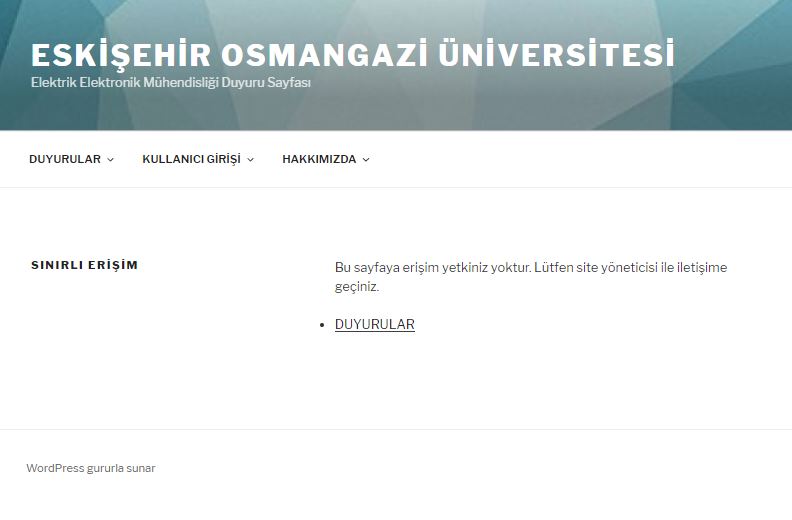 ESKİŞEHİR OSMANGAZİ ÜNİVERSİTESİ
Elektrik Elektronik Mühendisliği Duyuru Sayfası
DUYURULAR
KULLANICI GİRİŞİ
HAKKIMIZDA
SINIRLI ERİŞİM
Bu sayfaya erişim yetkiniz yoktur. Lütfen site yöneticisi ile iletişime
geçiniz.
DUYURULAR
WordPress gururla sunar